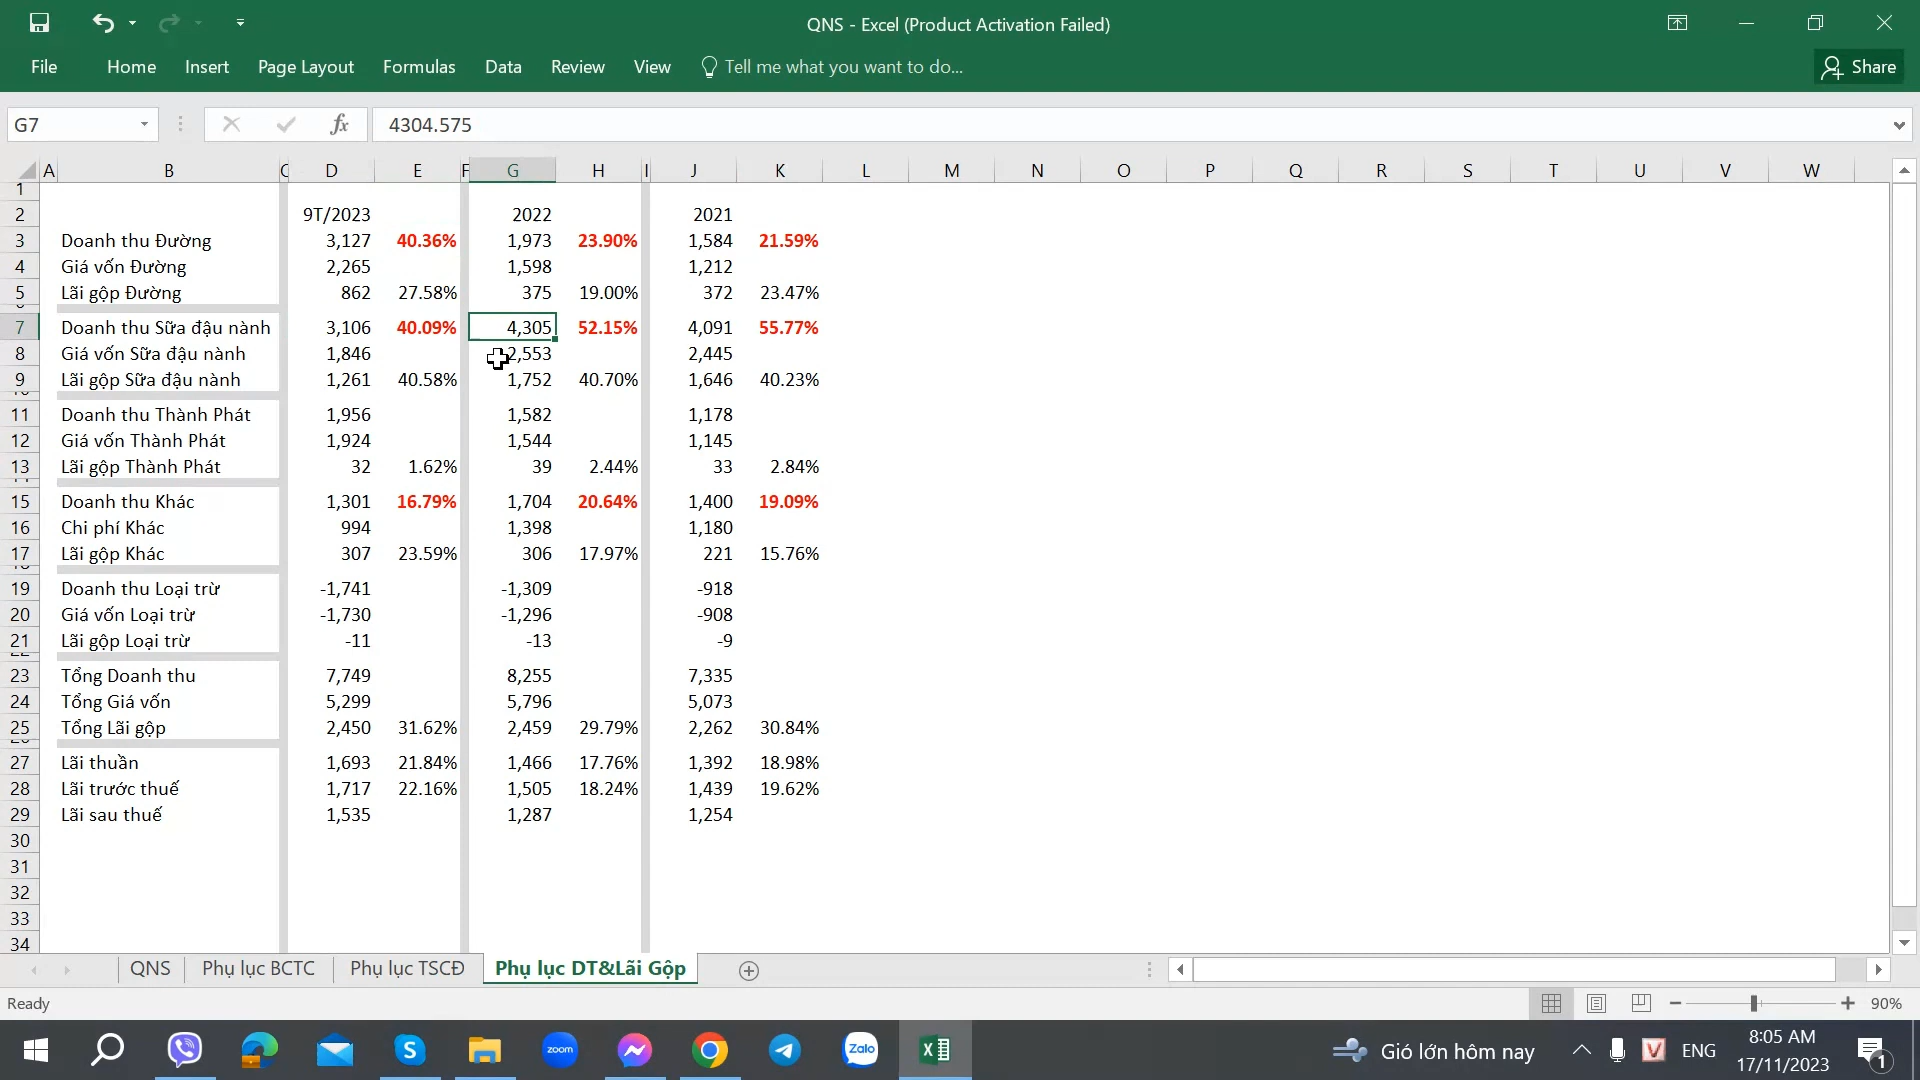 QNS - Excel (Product Activation Failed)
File Home Insert Page Layout Formulas Data Review View Tell me what you want to do... Share
G7 fx 4304.575
A B C D E F G H I J K L M N O P Q R S T U V W
1
2 9T/2023 2022 2021
3 Doanh thu Đường 3,127 40.36% 1,973 23.90% 1,584 21.59%
4 Giá vốn Đường 2,265 1,598 1,212
5 Lãi gộp Đường 862 27.58% 375 19.00% 372 23.47%
7 Doanh thu Sữa đậu nành 3,106 40.09% 4,305 52.15% 4,091 55.77%
8 Giá vốn Sữa đậu nành 1,846 2,553 2,445
9 Lãi gộp Sữa đậu nành 1,261 40.58% 1,752 40.70% 1,646 40.23%
11 Doanh thu Thành Phát 1,956 1,582 1,178
12 Giá vốn Thành Phát 1,924 1,544 1,145
13 Lãi gộp Thành Phát 32 1.62% 39 2.44% 33 2.84%
15 Doanh thu Khác 1,301 16.79% 1,704 20.64% 1,400 19.09%
16 Chi phí Khác 994 1,398 1,180
17 Lãi gộp Khác 307 23.59% 306 17.97% 221 15.76%
19 Doanh thu Loại trừ -1,741 -1,309 -918
20 Giá vốn Loại trừ -1,730 -1,296 -908
21 Lãi gộp Loại trừ -11 -13 -9
23 Tổng Doanh thu 7,749 8,255 7,335
24 Tổng Giá vốn 5,299 5,796 5,073
25 Tổng Lãi gộp 2,450 31.62% 2,459 29.79% 2,262 30.84%
27 Lãi thuần 1,693 21.84% 1,466 17.76% 1,392 18.98%
28 Lãi trước thuế 1,717 22.16% 1,505 18.24% 1,439 19.62%
29 Lãi sau thuế 1,535 1,287 1,254
30
31
32
33
34
QNS Phụ lục BCTC Phụ lục TSCĐ Phụ lục DT&Lãi Gộp
Ready 90%
zoom Zalo Gió lớn hôm nay ENG 8:05 AM
17/11/2023 1